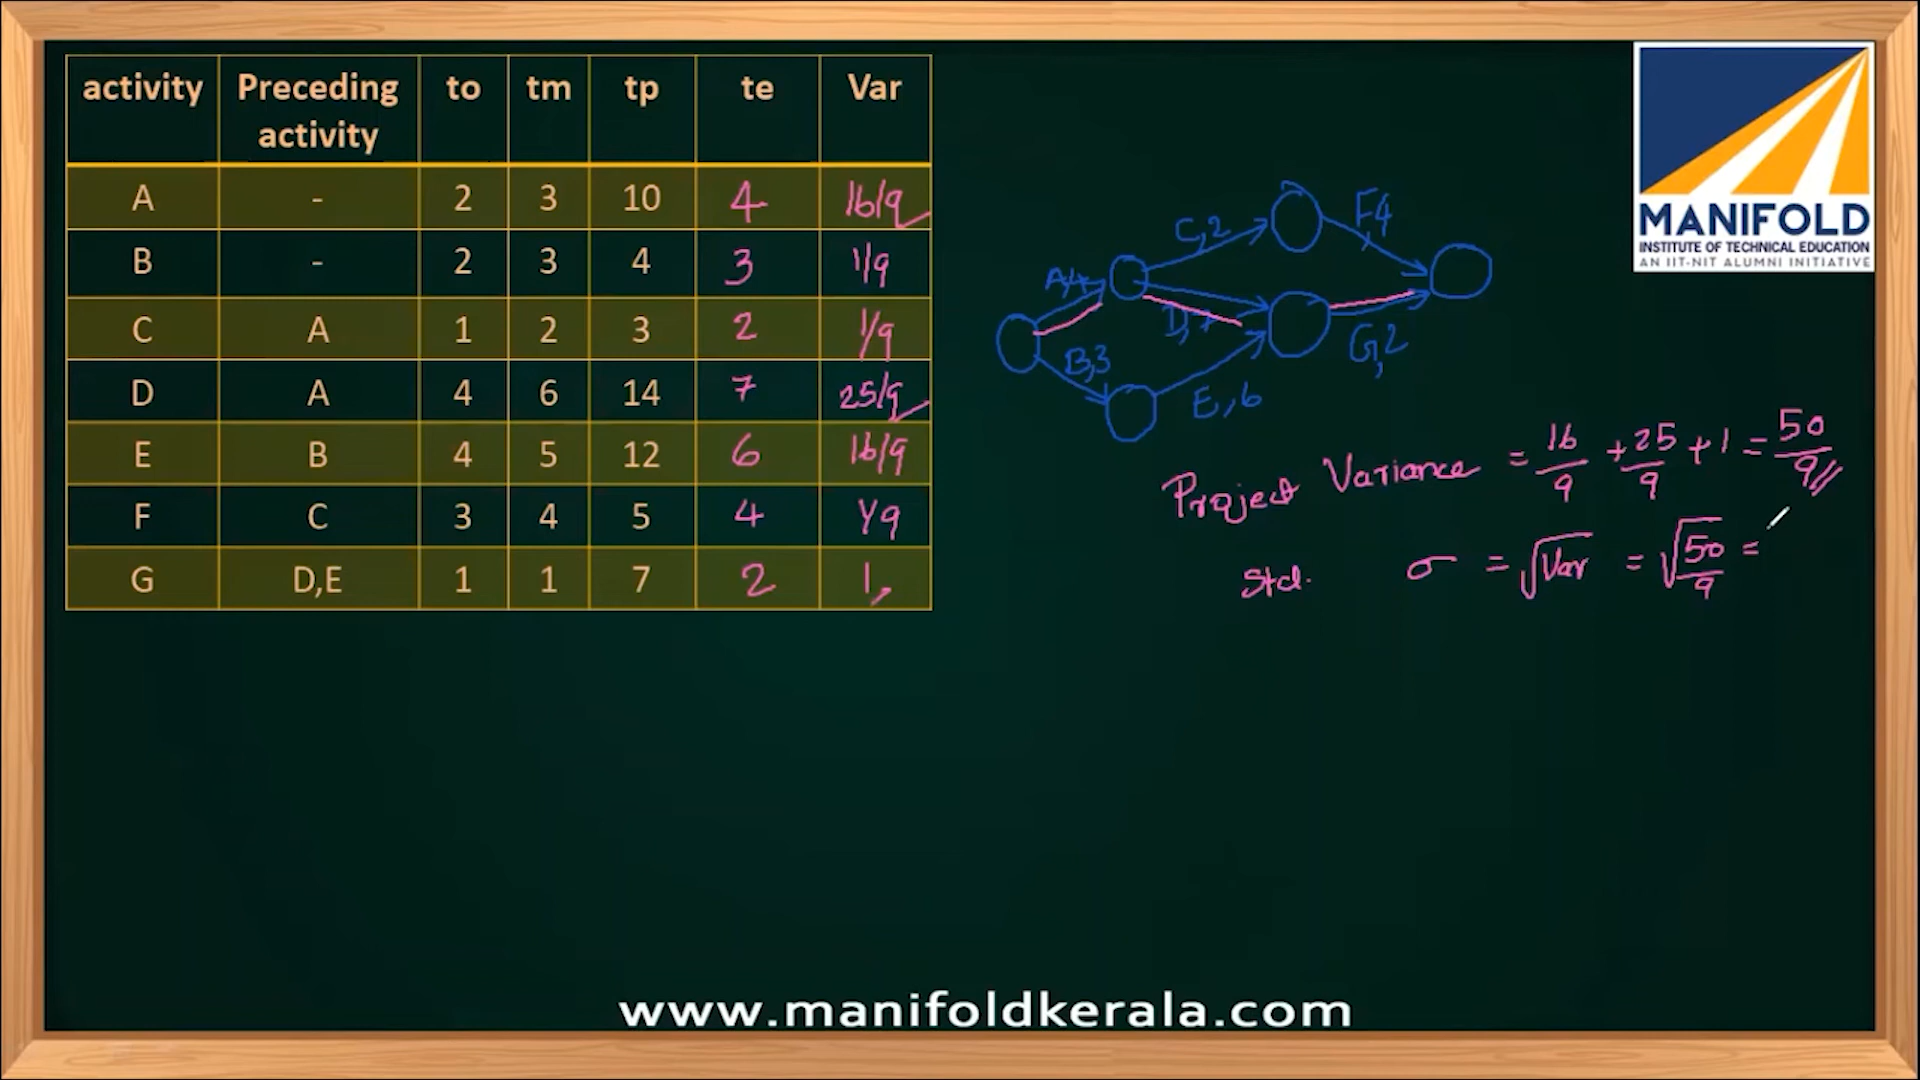 activity Preceding activity to tm tp te Var
A - 2 3 10 4 16/9
B - 2 3 4 3 1/9
C A 1 2 3 2 1/9
D A 4 6 14 7 25/9
E B 4 5 12 6 16/9
F C 3 4 5 4 1/9
G D,E 1 1 7 2 1,
MANIFOLD
INSTITUTE OF TECHNICAL EDUCATION
AN IIT-NIT ALUMNI INITIATIVE
C,2
F,4
A,4
D,7
B,3
G,2
E,6
Project Variance = 16/9 + 25/9 + 1 = 50/9
Std. σ = √Var = √50/9 =
www.manifoldkerala.com